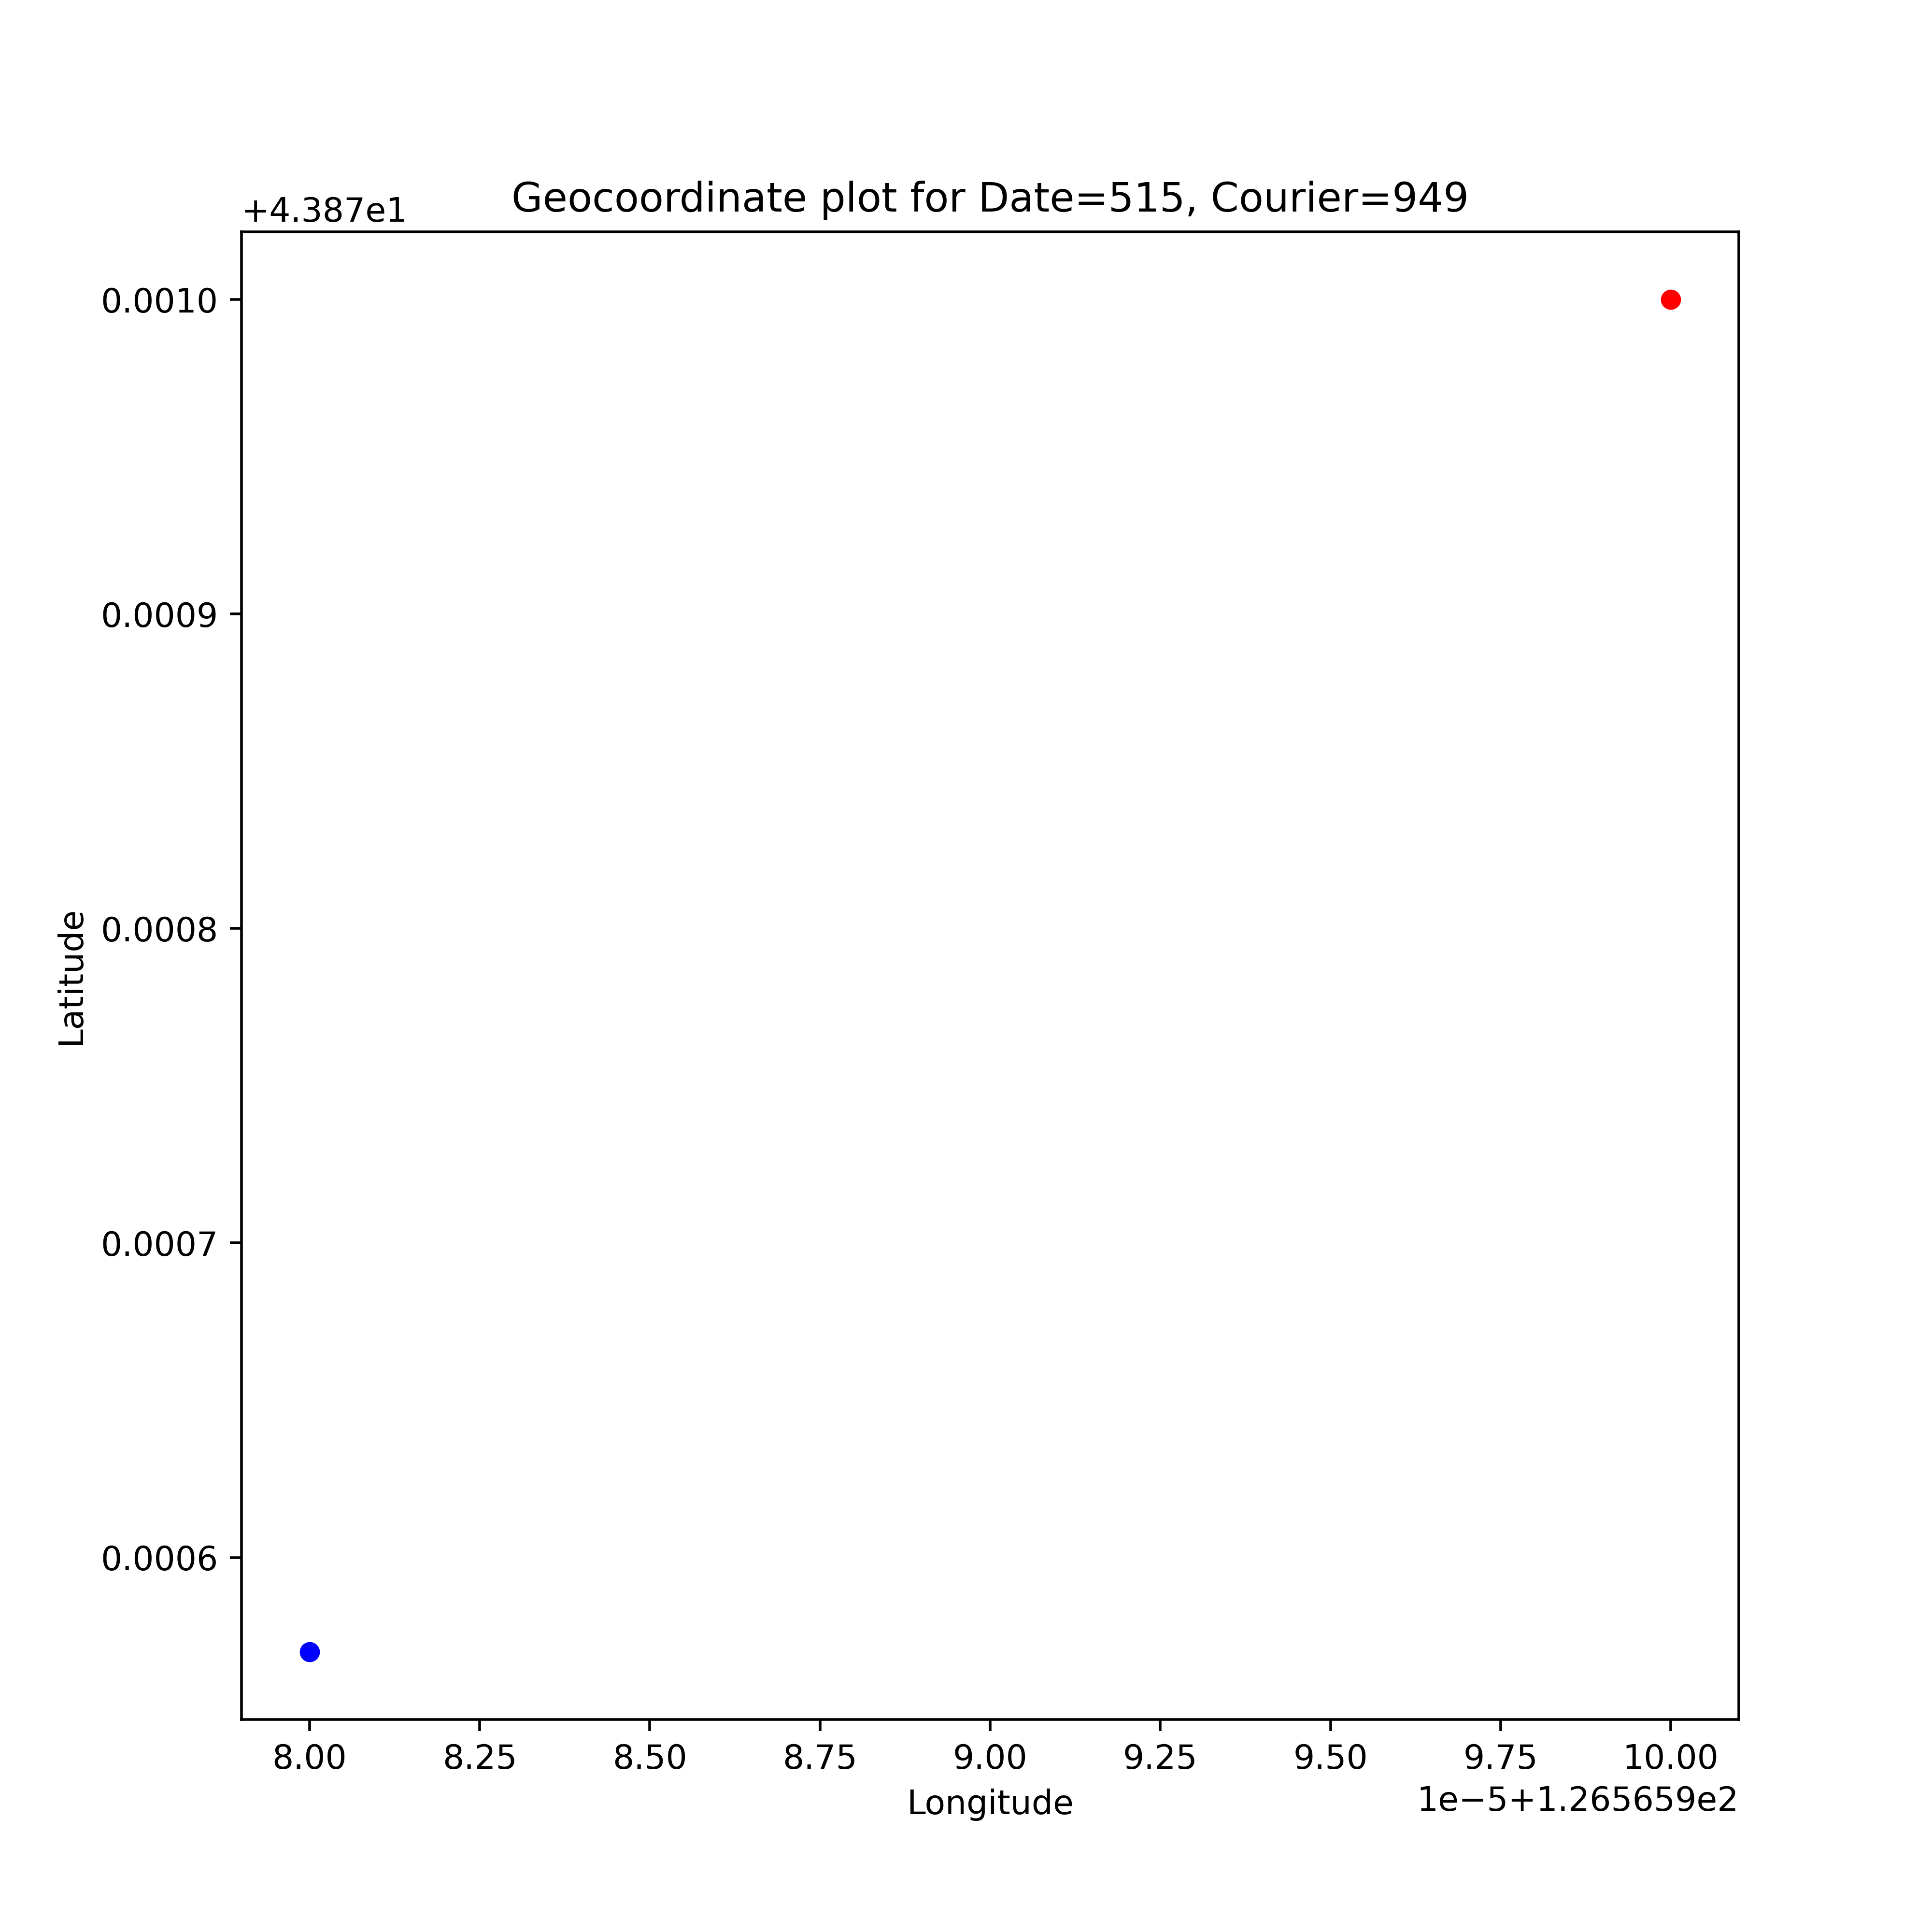 Geocoordinate plot for Date=515, Courier=949
+4.387e1
0.0010
0.0009
0.0008
0.0007
0.0006
Latitude
8.00 8.25 8.50 8.75 9.00 9.25 9.50 9.75 10.00
Longitude
1e−5+1.265659e2